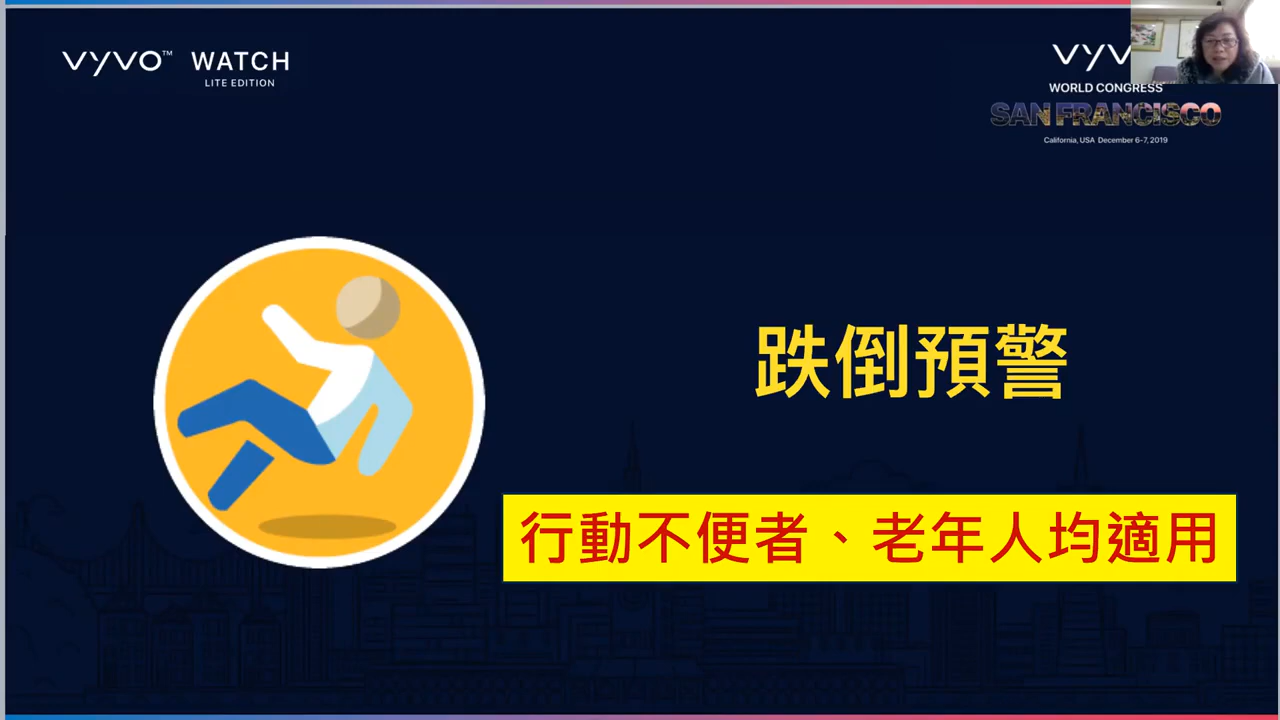 VYVO™ WATCH
LITE EDITION
VYV
WORLD CONGRESS
SAN FRANCISCO
California, USA December 6-7, 2019
跌倒預警
行動不便者、老年人均適用